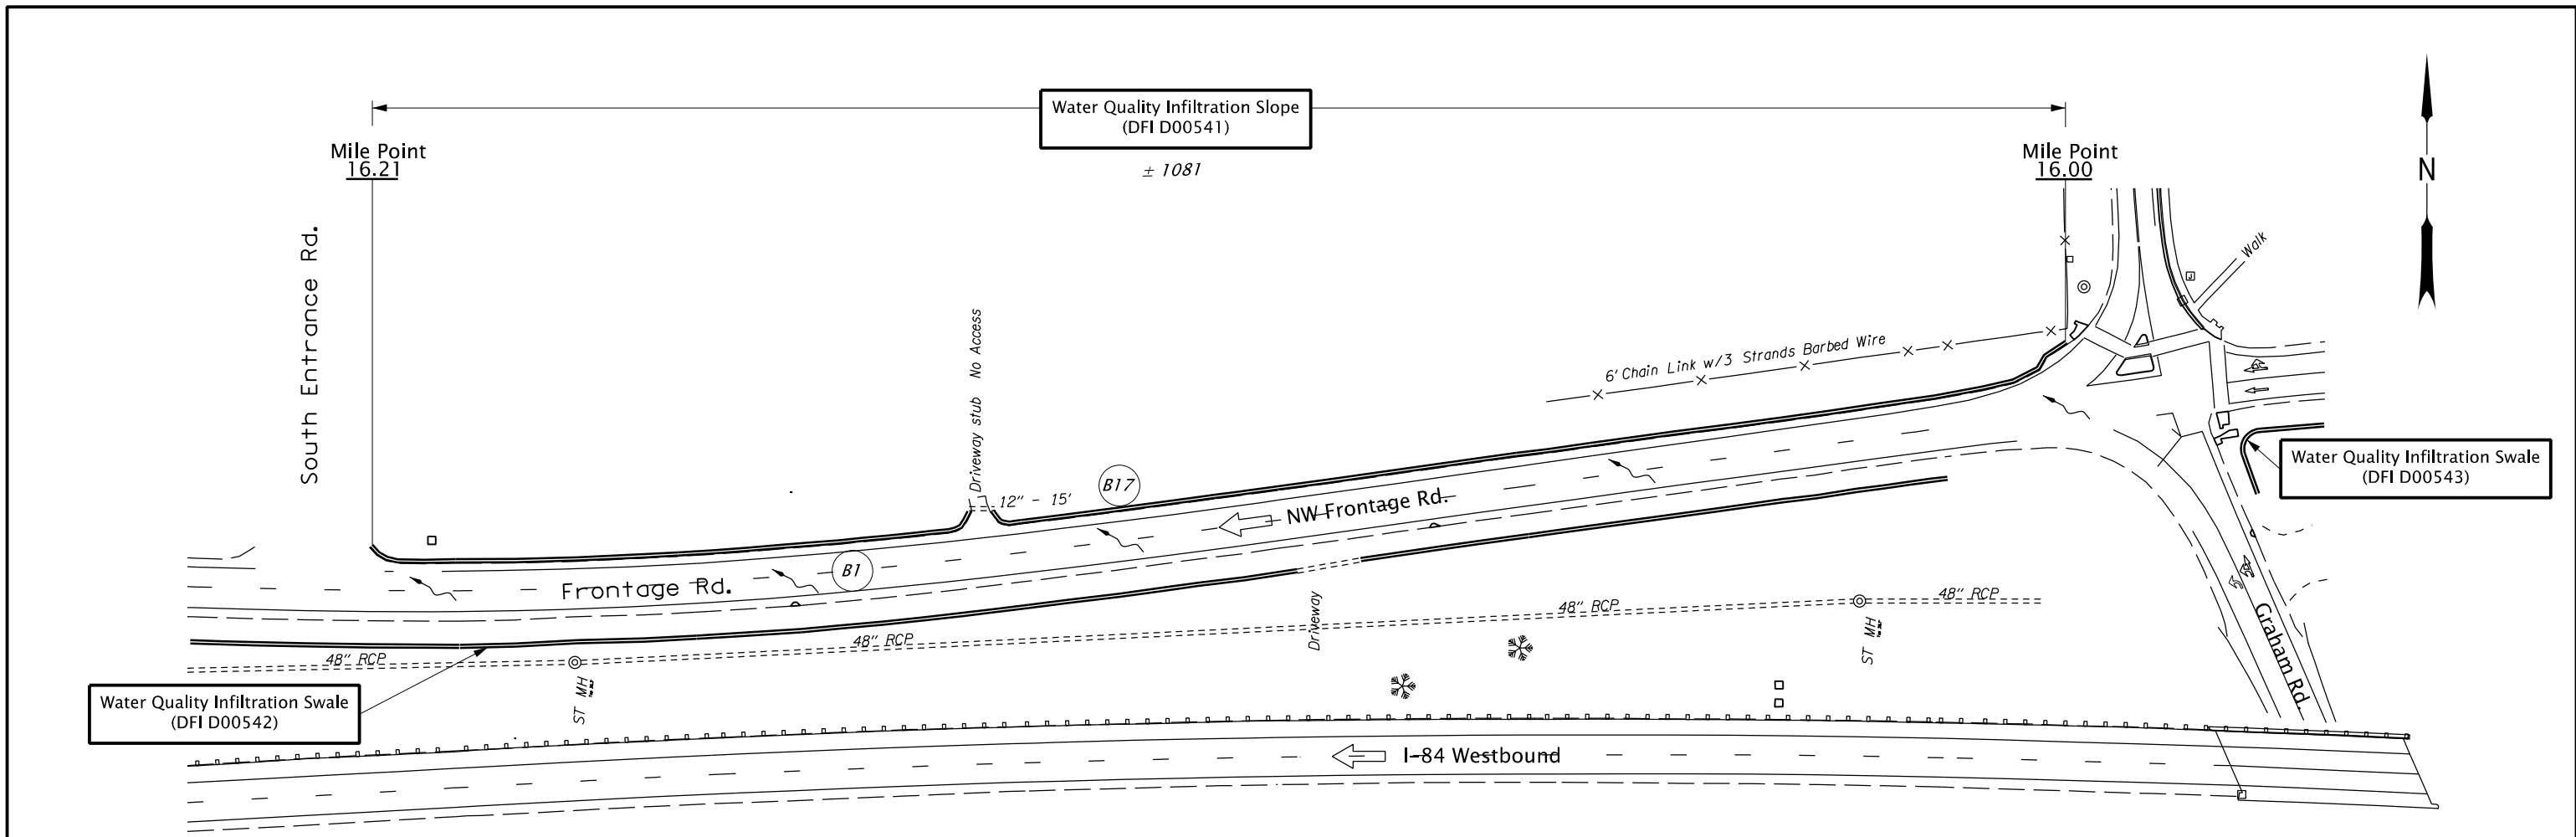 Water Quality Infiltration Slope
(DFI D00541)
± 1081
Mile Point
16.21
Mile Point
16.00
N
South Entrance Rd.
Driveway stub No Access
Walk
6' Chain Link w/3 Strands Barbed Wire
12" - 15'
B17
NW Frontage Rd.
Water Quality Infiltration Swale
(DFI D00543)
B1
Frontage Rd.
48" RCP
48" RCP
48" RCP
48" RCP
Driveway
ST MH
ST MH
Graham Rd.
Water Quality Infiltration Swale
(DFI D00542)
I-84 Westbound
J